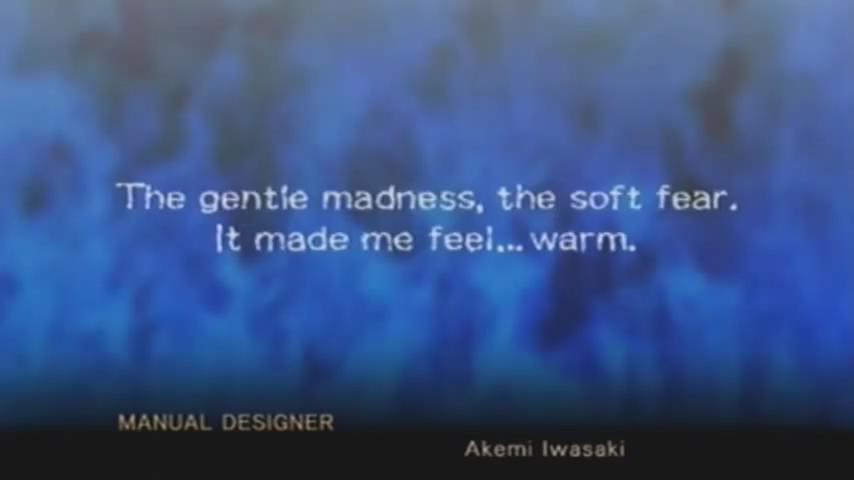 The gentle madness, the soft fear.
It made me feel... warm.
MANUAL DESIGNER
Akemi Iwasaki